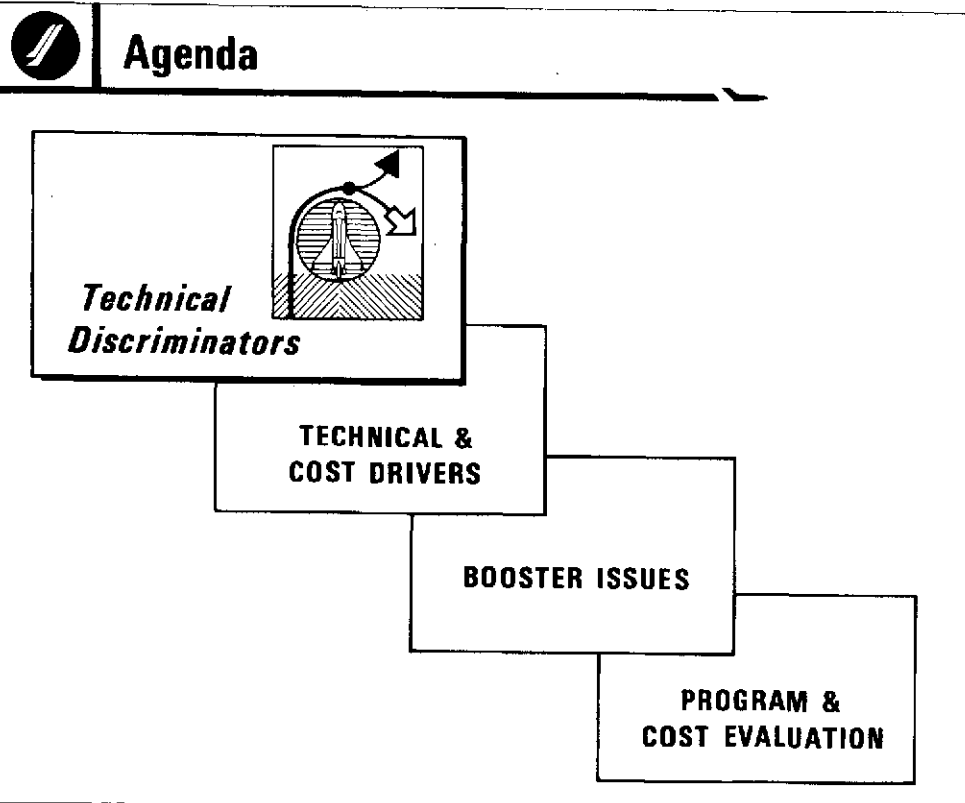 Agenda
Technical
Discriminators
TECHNICAL &
COST DRIVERS
BOOSTER ISSUES
PROGRAM &
COST EVALUATION